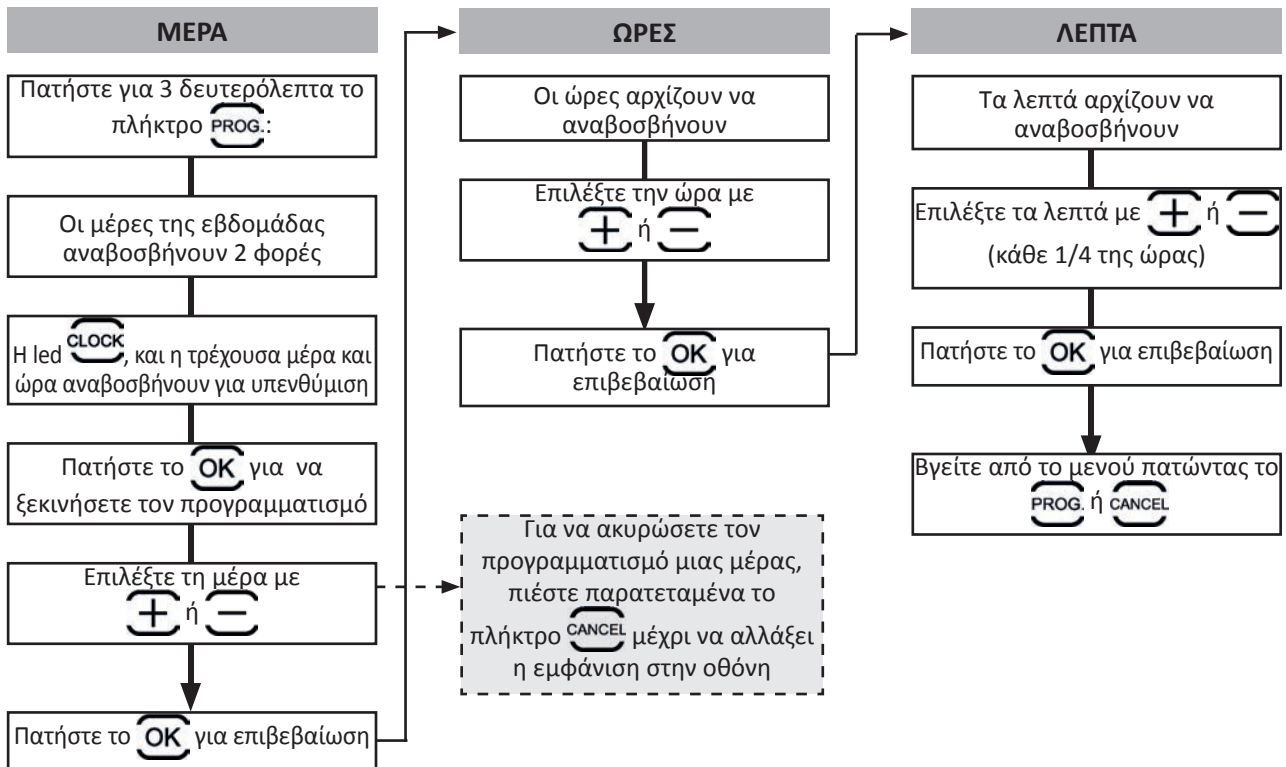 ΜΕΡΑ
Πατήστε για 3 δευτερόλεπτα το
πλήκτρο PROG.:
Οι μέρες της εβδομάδας
αναβοσβήνουν 2 φορές
Η led CLOCK, και η τρέχουσα μέρα και
ώρα αναβοσβήνουν για υπενθύμιση
Πατήστε το OK για να
ξεκινήσετε τον προγραμματισμό
Επιλέξτε τη μέρα με
+ ή −
Πατήστε το OK για επιβεβαίωση
ΩΡΕΣ
Οι ώρες αρχίζουν να
αναβοσβήνουν
Επιλέξτε την ώρα με
+ ή −
Πατήστε το OK για
επιβεβαίωση
Για να ακυρώσετε τον
προγραμματισμό μιας μέρας,
πιέστε παρατεταμένα το
πλήκτρο CANCEL μέχρι να αλλάξει
η εμφάνιση στην οθόνη
ΛΕΠΤΑ
Τα λεπτά αρχίζουν να
αναβοσβήνουν
Επιλέξτε τα λεπτά με + ή −
(κάθε 1/4 της ώρας)
Πατήστε το OK για επιβεβαίωση
Βγείτε από το μενού πατώντας το
PROG. ή CANCEL